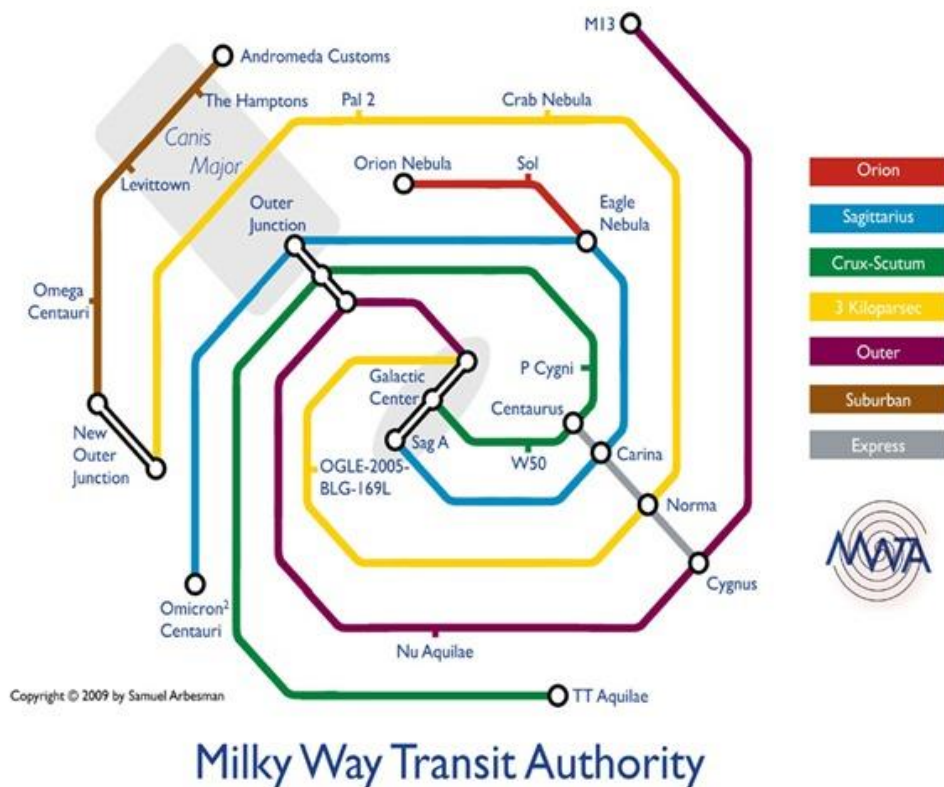 M13
Andromeda Customs
The Hamptons
Pal 2
Crab Nebula
Canis
Major
Levittown
Orion Nebula
Sol
Outer
Junction
Eagle
Nebula
Orion
Sagittarius
Crux-Scutum
3 Kiloparsec
Outer
Suburban
Express
Omega
Centauri
P Cygni
Galactic
Center
Centaurus
New
Outer
Junction
Sag A
W50
Carina
OGLE-2005-
BLG-169L
Norma
MWTA
Cygnus
Omicron²
Centauri
Nu Aquilae
Copyright © 2009 by Samuel Arbesman
TT Aquilae
Milky Way Transit Authority